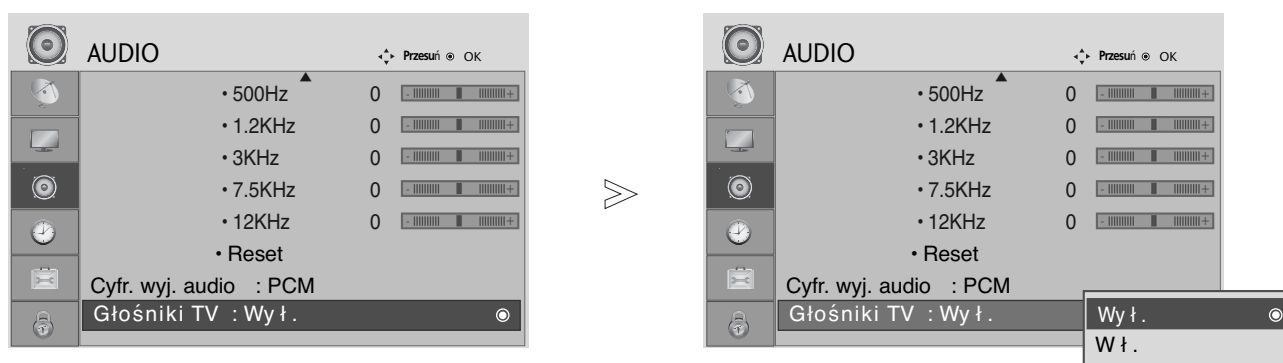 AUDIO Przesuń OK
• 500Hz 0 - +
• 1.2KHz 0 - +
• 3KHz 0 - +
• 7.5KHz 0 - +
• 12KHz 0 - +
• Reset
Cyfr. wyj. audio : PCM
Głośniki TV : Wył.
AUDIO Przesuń OK
• 500Hz 0 - +
• 1.2KHz 0 - +
• 3KHz 0 - +
• 7.5KHz 0 - +
• 12KHz 0 - +
• Reset
Cyfr. wyj. audio : PCM
Głośniki TV : Wył.
Wył.
Wł.